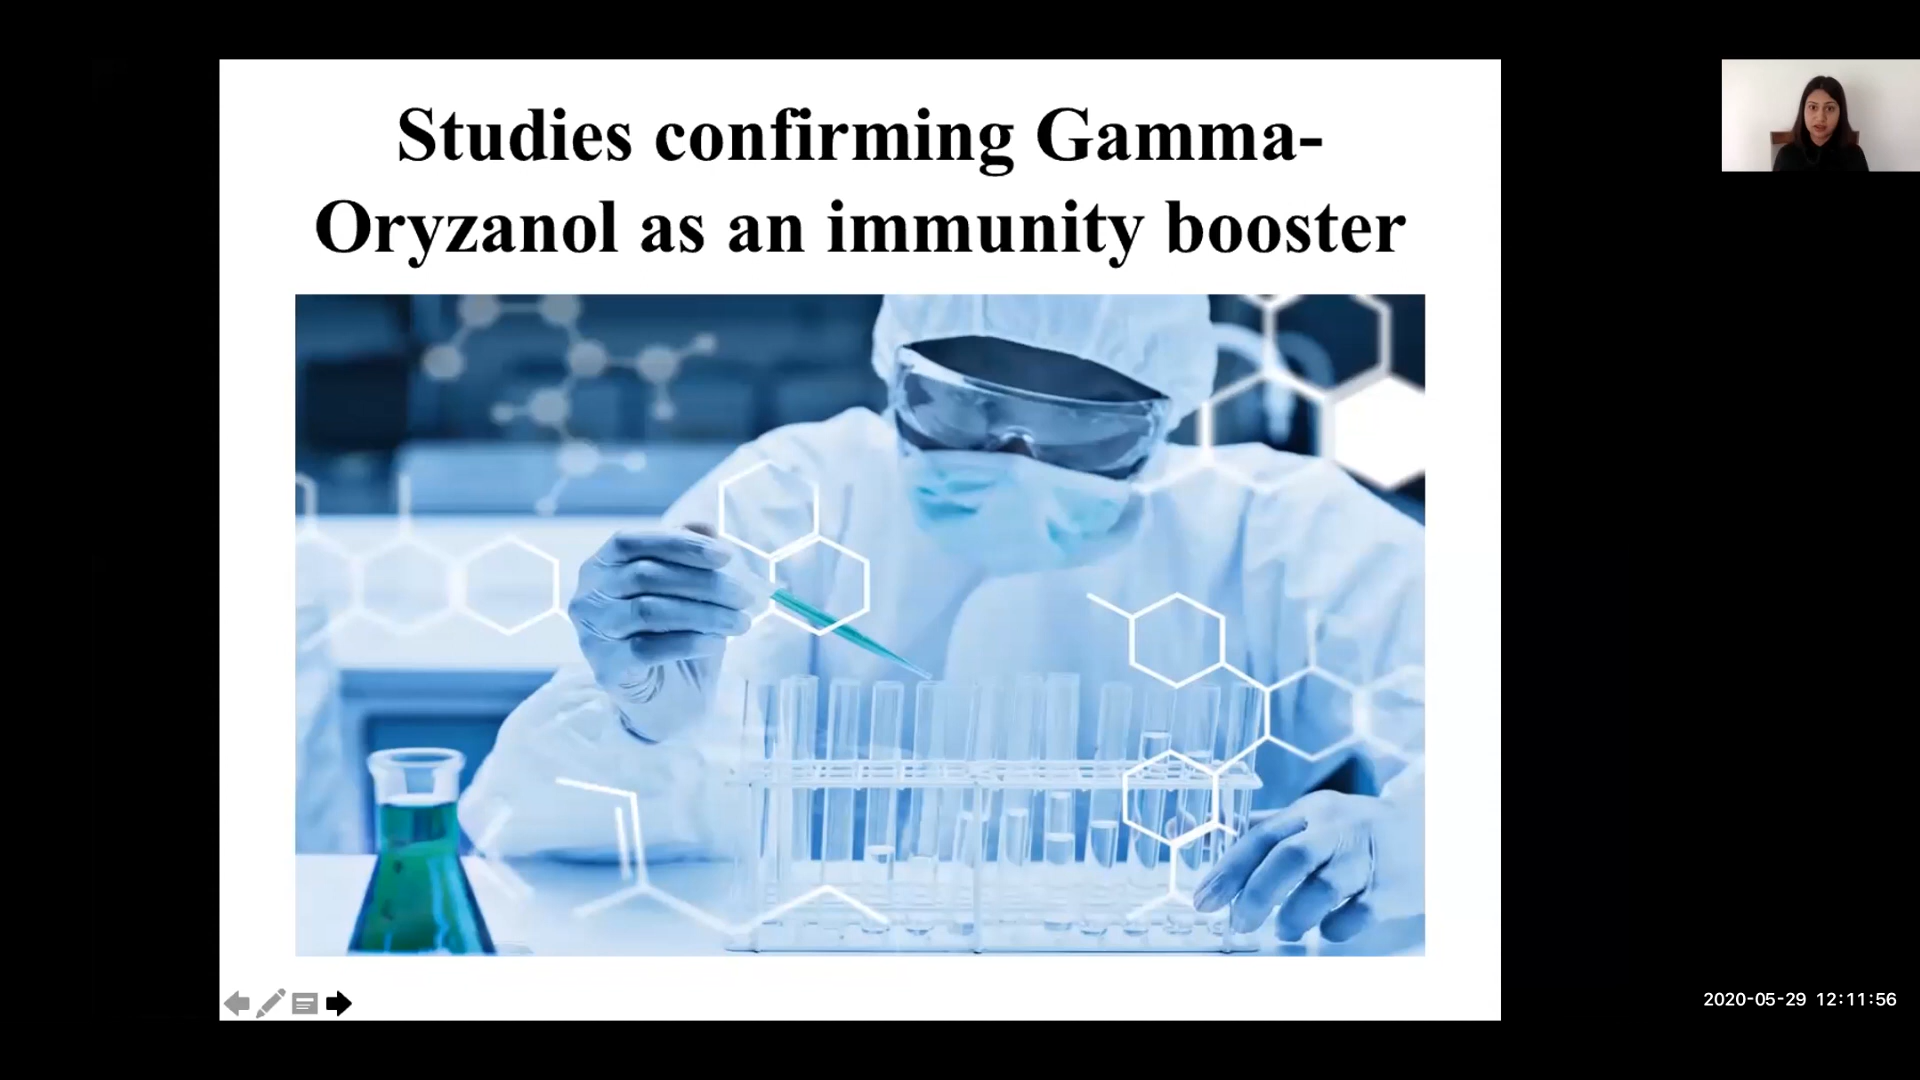 Studies confirming Gamma-
Oryzanol as an immunity booster
2020-05-29 12:11:56